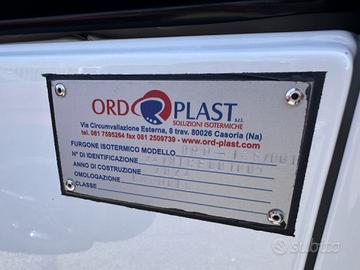 ORD PLAST s.r.l.
SOLUZIONI ISOTERMICHE
Via Circumvallazione Esterna, 8 trav. 80026 Casoria (Na)
tel. 081 7595264 fax 081 2509739 - www.ord-plast.com
FURGONE ISOTERMICO MODELLO
N° DI IDENTIFICAZIONE
ANNO DI COSTRUZIONE
OMOLOGAZIONE
CLASSE
subito